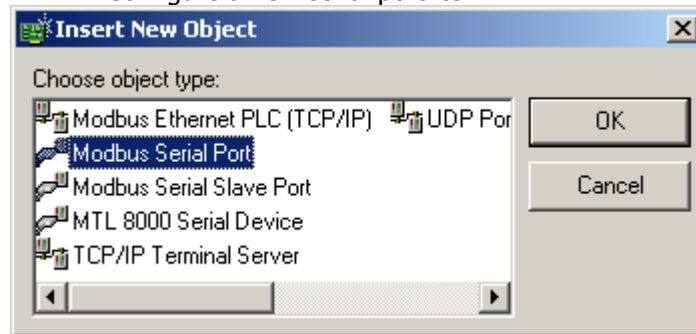 Insert New Object
Choose object type:
Modbus Ethernet PLC (TCP/IP)
UDP Por
Modbus Serial Port
Modbus Serial Slave Port
MTL 8000 Serial Device
TCP/IP Terminal Server
OK
Cancel